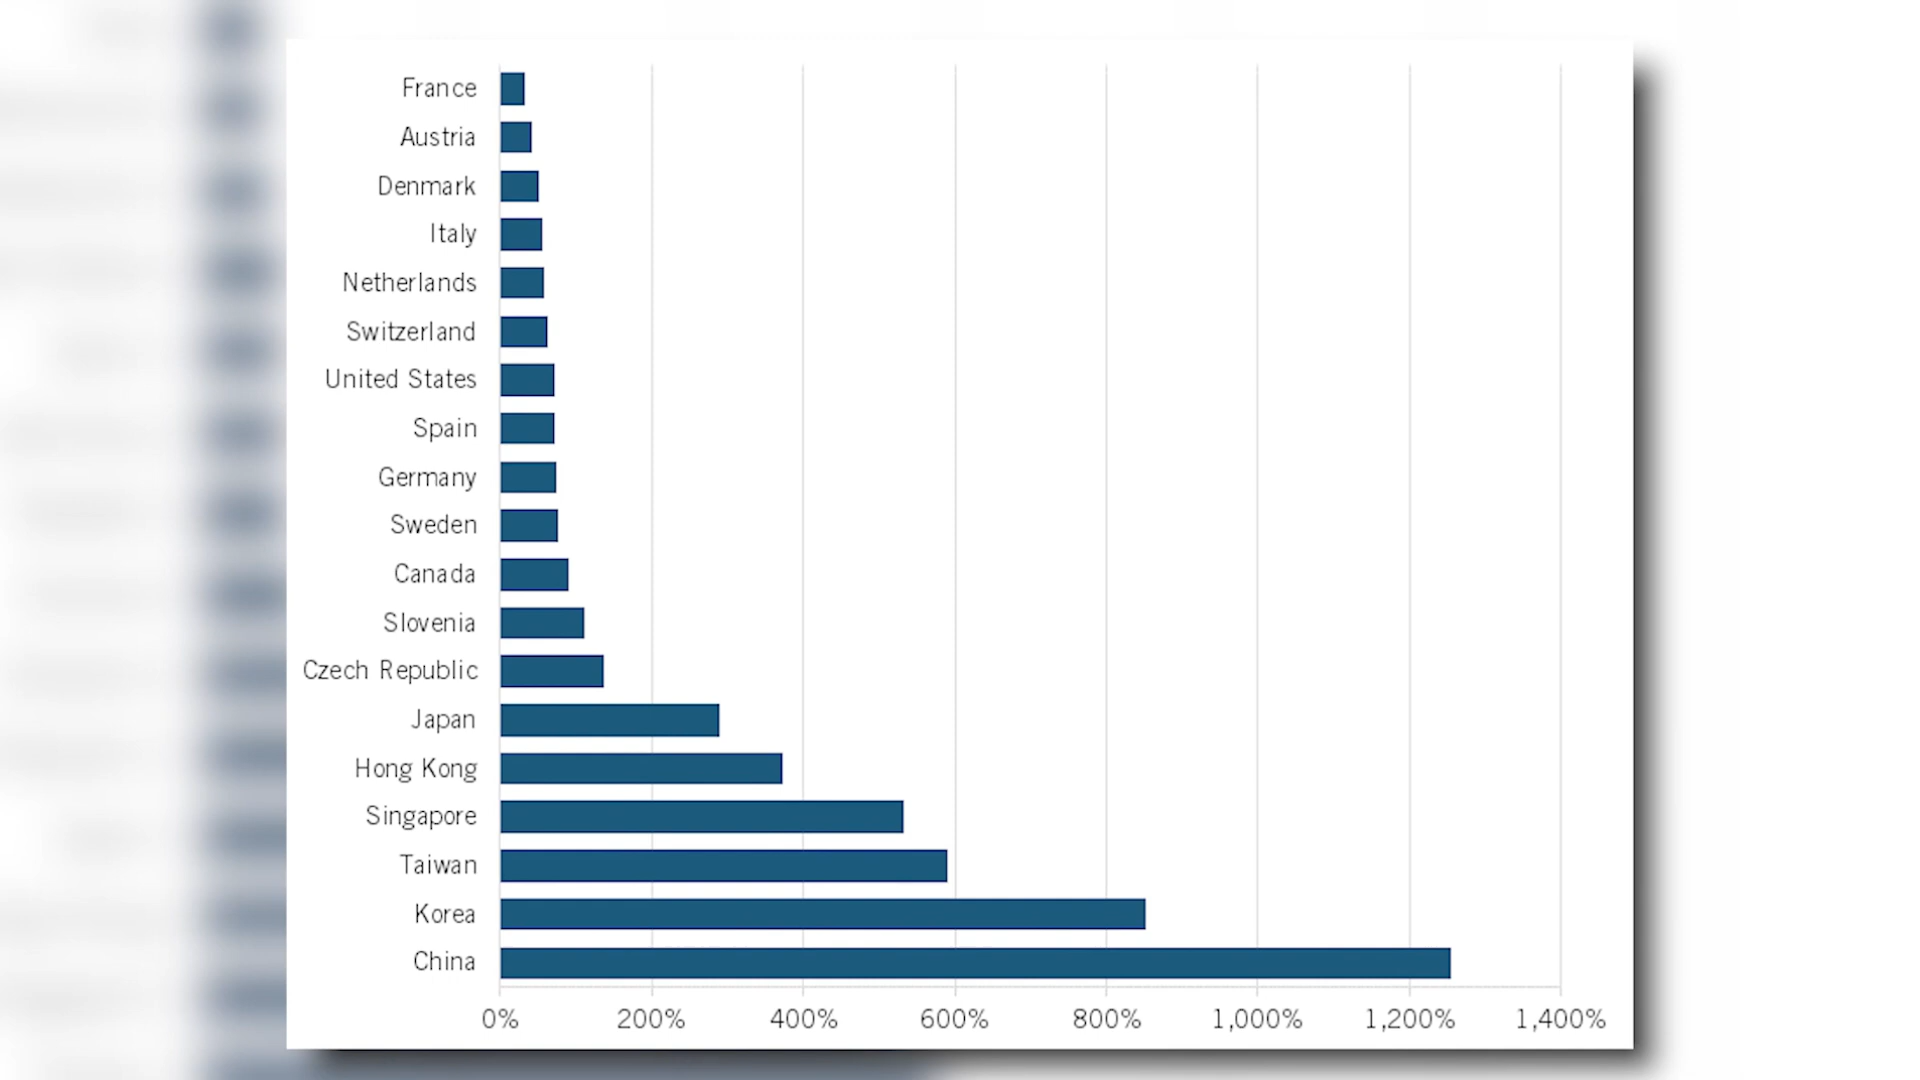 France
Austria
Denmark
Italy
Netherlands
Switzerland
United States
Spain
Germany
Sweden
Canada
Slovenia
Czech Republic
Japan
Hong Kong
Singapore
Taiwan
Korea
China
0% 200% 400% 600% 800% 1,000% 1,200% 1,400%